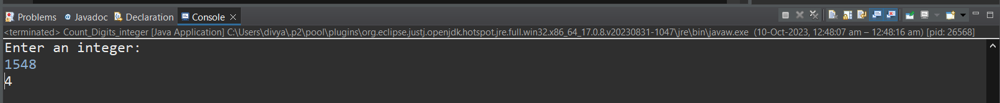 Problems @ Javadoc Declaration Console
<terminated> Count_Digits_integer [Java Application] C:\Users\divya\.p2\pool\plugins\org.eclipse.justj.openjdk.hotspot.jre.full.win32.x86_64_17.0.8.v20230831-1047\jre\bin\javaw.exe (10-Oct-2023, 12:48:07 am – 12:48:16 am) [pid: 26568]
Enter an integer:
1548
4